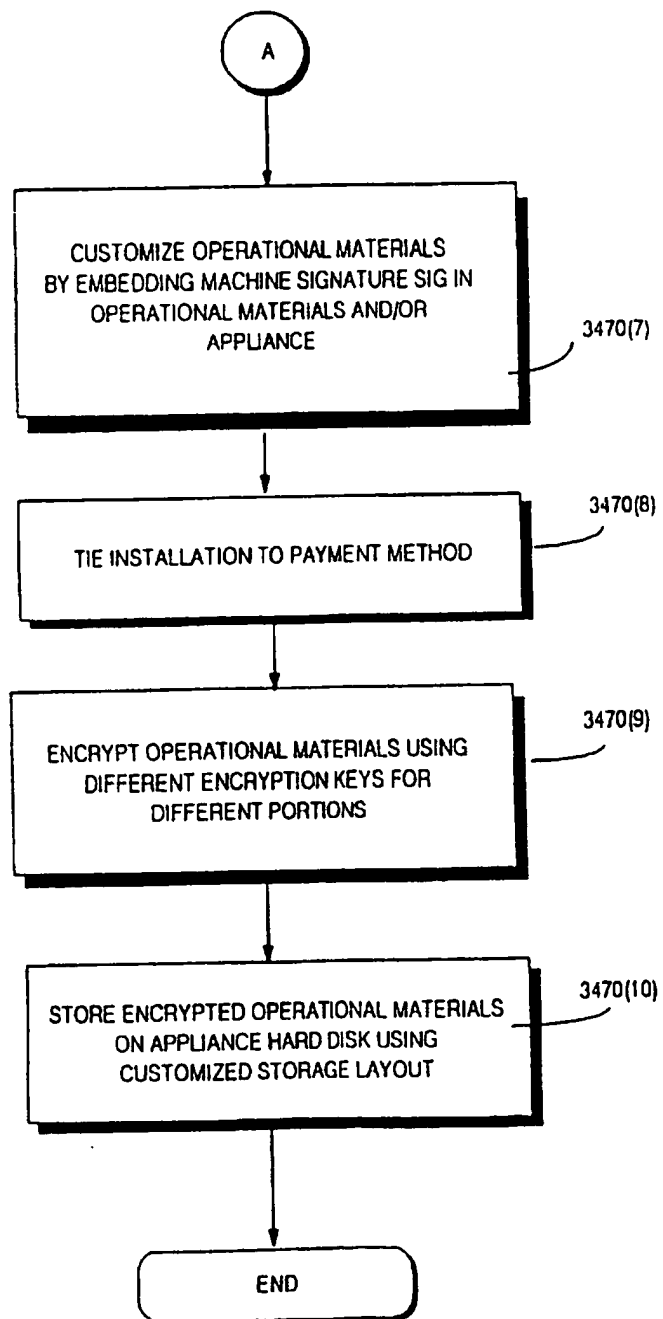 A
CUSTOMIZE OPERATIONAL MATERIALS
BY EMBEDDING MACHINE SIGNATURE SIG IN
OPERATIONAL MATERIALS AND/OR
APPLIANCE
3470(7)
3470(8)
TIE INSTALLATION TO PAYMENT METHOD
3470(9)
ENCRYPT OPERATIONAL MATERIALS USING
DIFFERENT ENCRYPTION KEYS FOR
DIFFERENT PORTIONS
3470(10)
STORE ENCRYPTED OPERATIONAL MATERIALS
ON APPLIANCE HARD DISK USING
CUSTOMIZED STORAGE LAYOUT
END